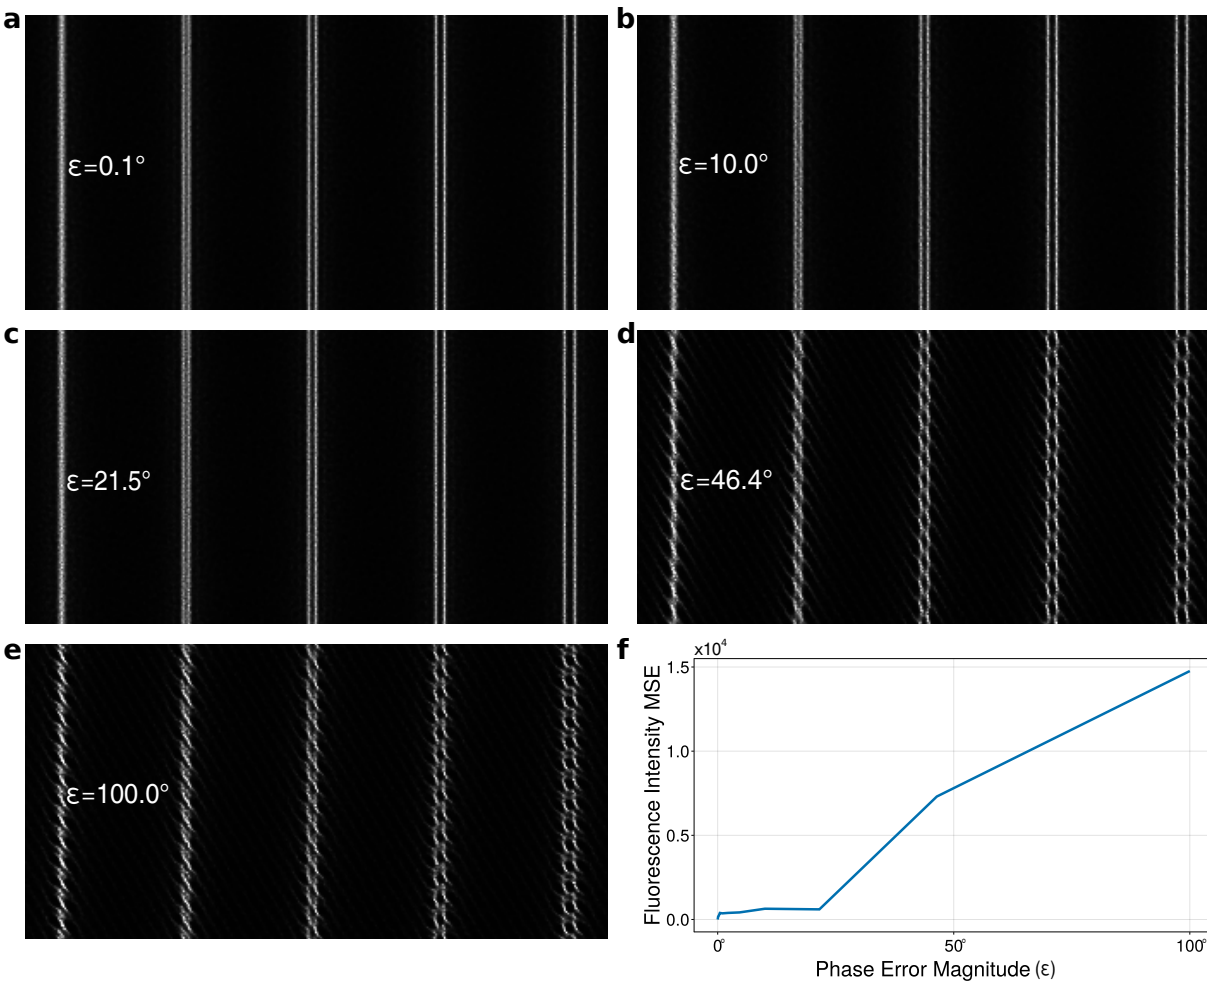 a
ε=0.1°
b
ε=10.0°
c
ε=21.5°
d
ε=46.4°
e
ε=100.0°
f
x10⁴
Fluorescence Intensity MSE
1.5
1.0
0.5
0.0
0° 50° 100°
Phase Error Magnitude (ε)